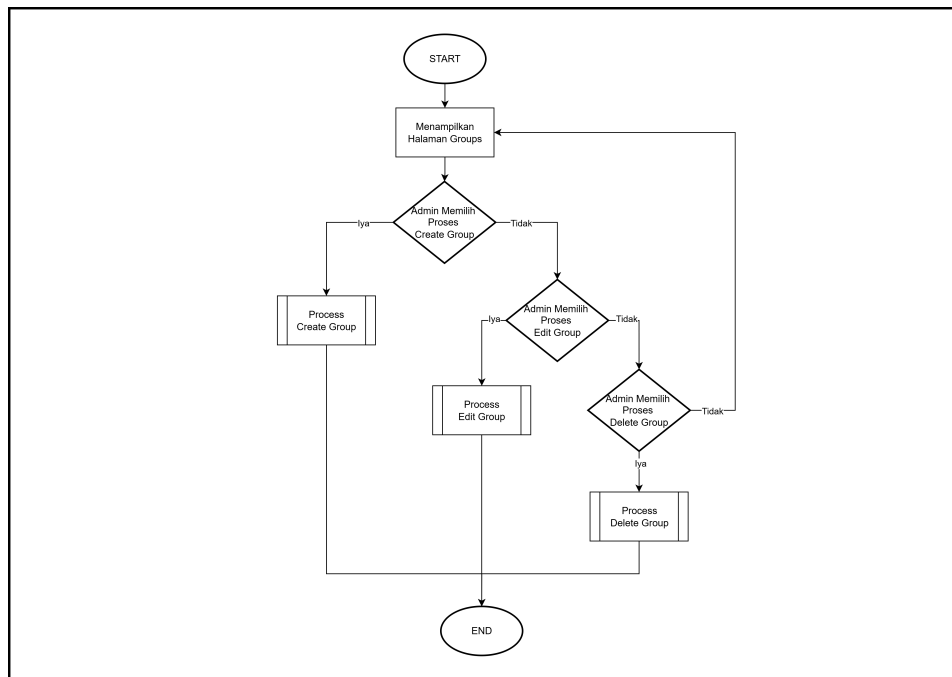 START
Menampilkan
Halaman Groups
Admin Memilih
Proses
Create Group
Iya
Tidak
Process
Create Group
Admin Memilih
Proses
Edit Group
Iya
Tidak
Process
Edit Group
Admin Memilih
Proses
Delete Group
Tidak
Iya
Process
Delete Group
END